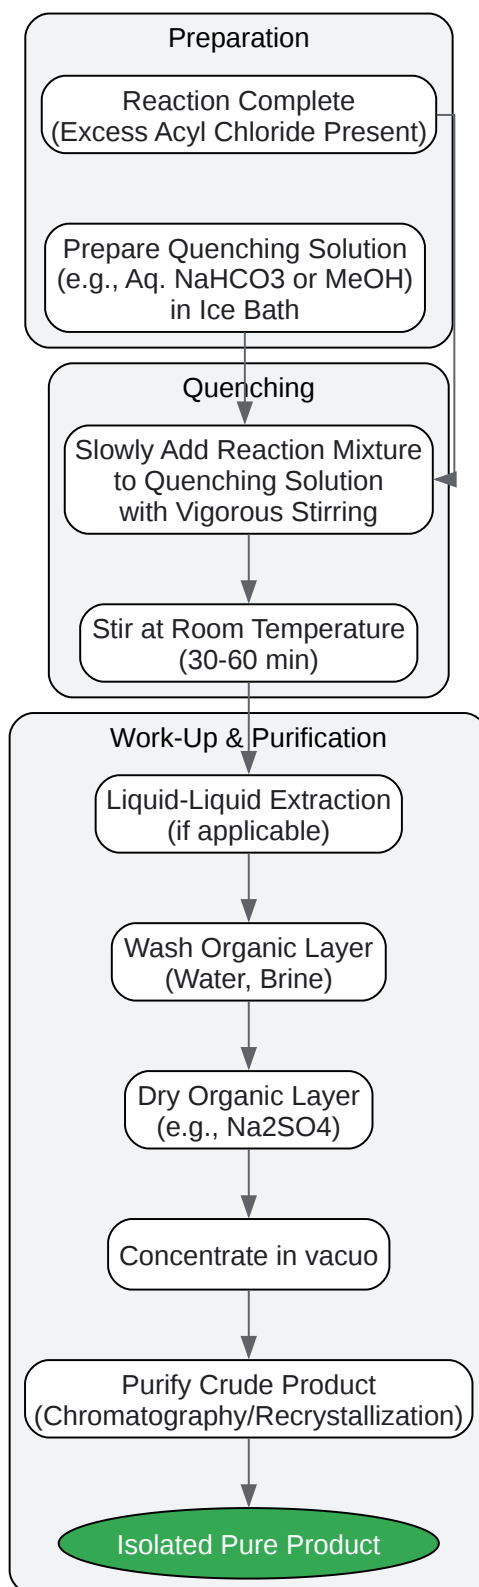 Preparation
Reaction Complete
(Excess Acyl Chloride Present)
Prepare Quenching Solution
(e.g., Aq. NaHCO3 or MeOH)
in Ice Bath
Quenching
Slowly Add Reaction Mixture
to Quenching Solution
with Vigorous Stirring
Stir at Room Temperature
(30-60 min)
Work-Up & Purification
Liquid-Liquid Extraction
(if applicable)
Wash Organic Layer
(Water, Brine)
Dry Organic Layer
(e.g., Na2SO4)
Concentrate in vacuo
Purify Crude Product
(Chromatography/Recrystallization)
Isolated Pure Product